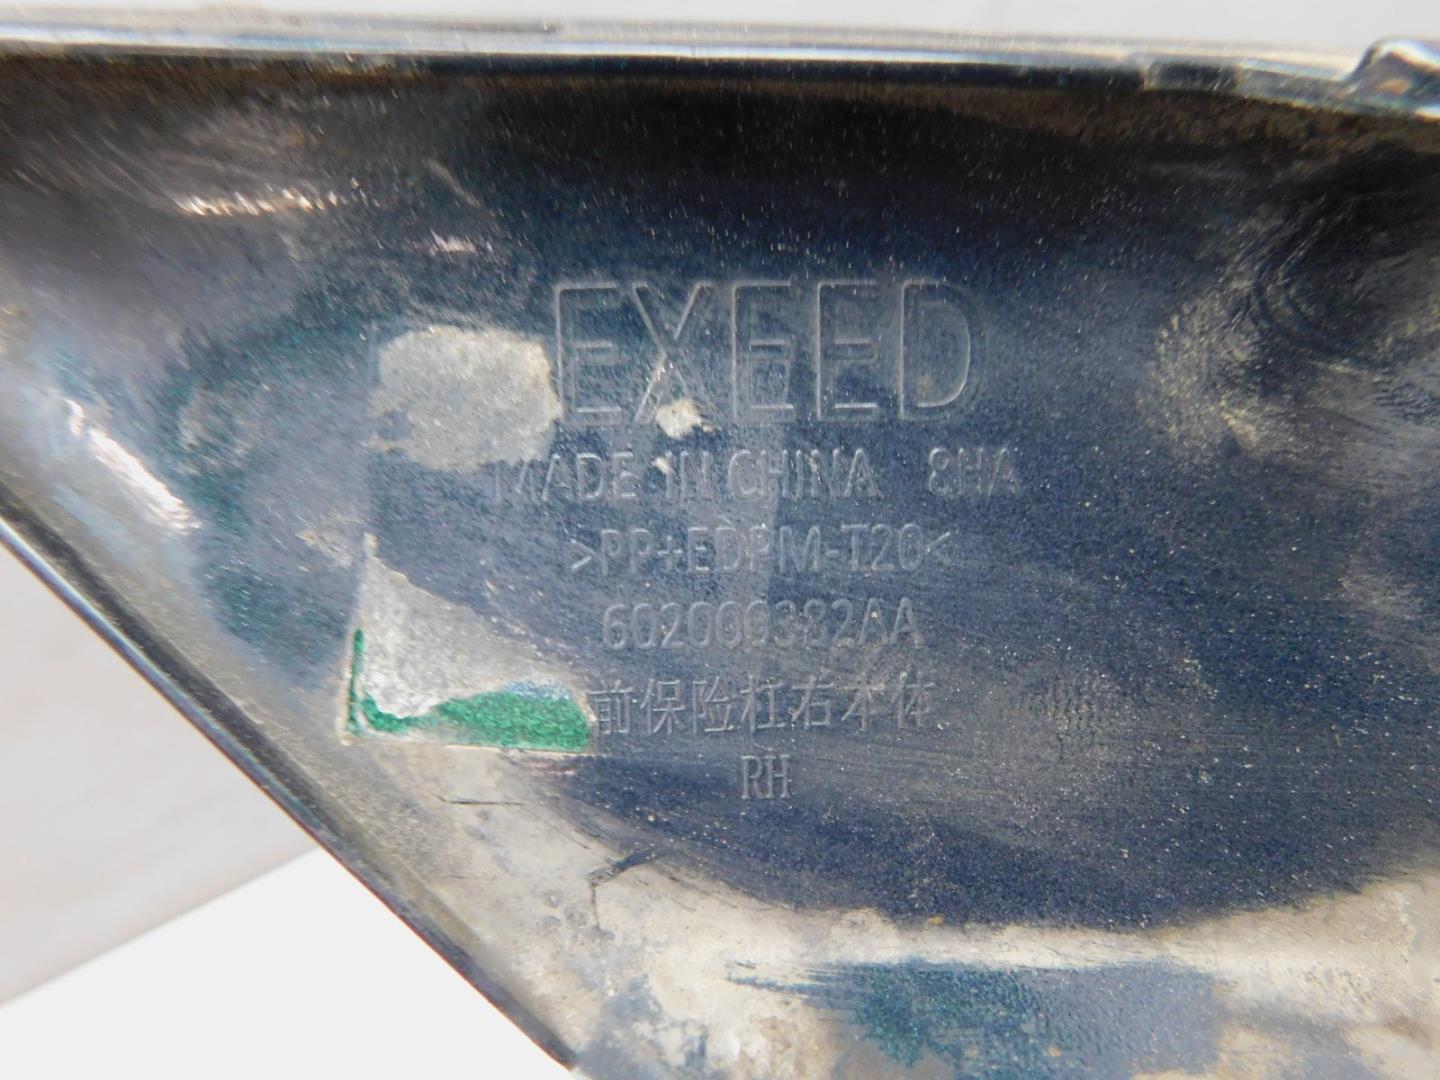 EXEED
MADE IN CHINA 8HA
>PP+EDPM-T20<
602000382AA
前保险杠右本体
RH